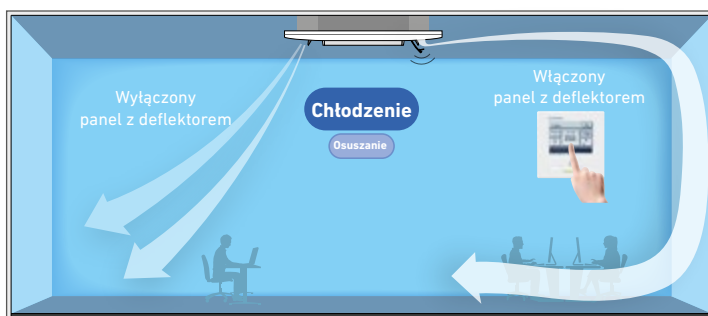 Wyłączony
panel z deflektorem
Chłodzenie
Osuszanie
Włączony
panel z deflektorem